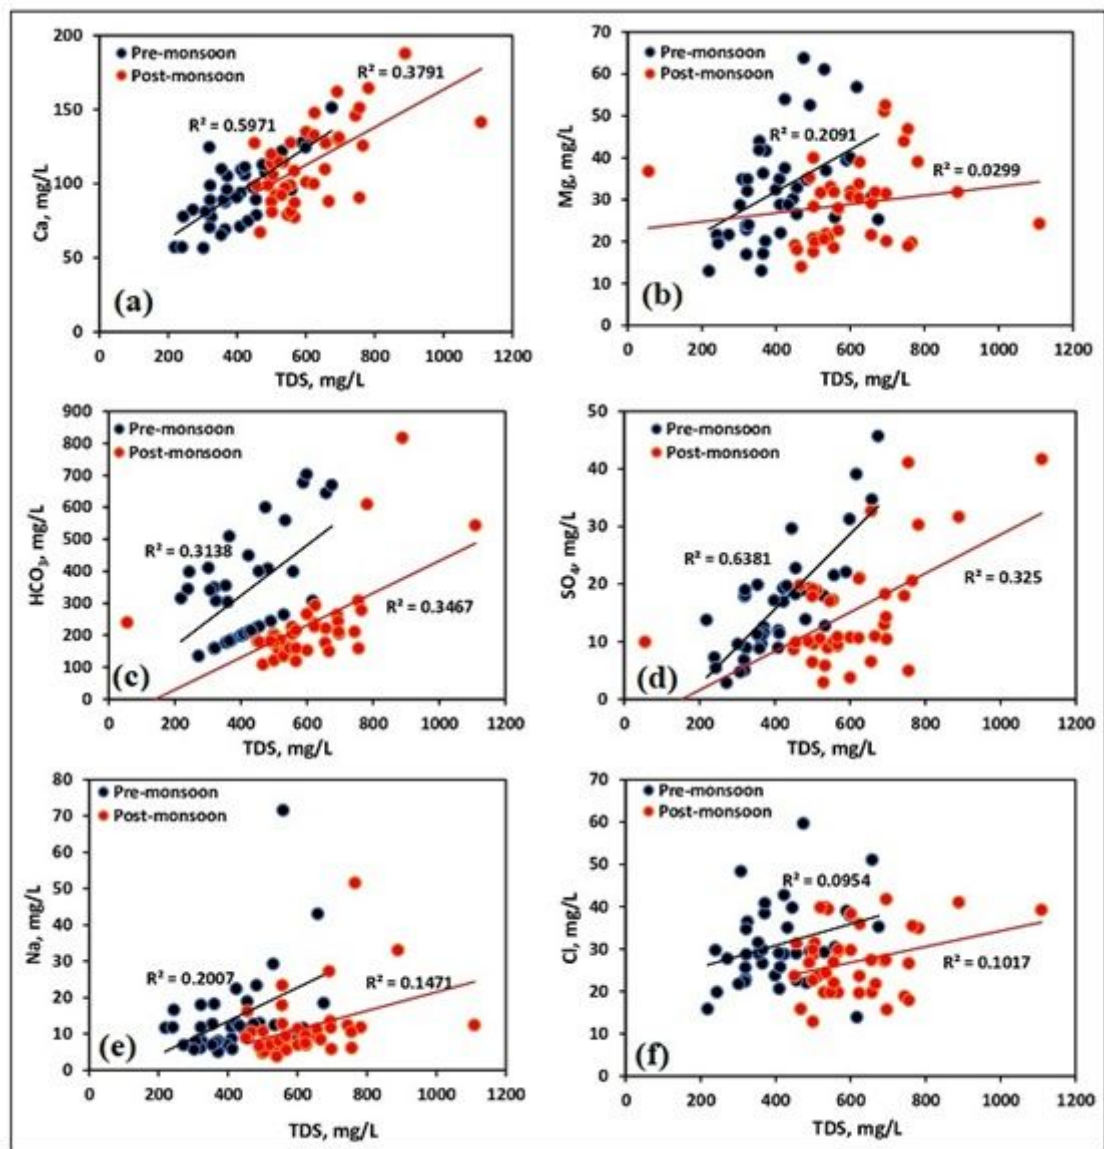 200
150
100
50
0
Ca, mg/L
Pre-monsoon
Post-monsoon
R² = 0.3791
R² = 0.5971
(a)
0 200 400 600 800 1000 1200
TDS, mg/L
70
60
50
40
30
20
10
0
Mg, mg/L
Pre-monsoon
Post-monsoon
R² = 0.2091
R² = 0.0299
(b)
0 200 400 600 800 1000 1200
TDS, mg/L
900
800
700
600
500
400
300
200
100
0
HCO₃, mg/L
Pre-monsoon
Post-monsoon
R² = 0.3138
R² = 0.3467
(c)
0 200 400 600 800 1000 1200
TDS, mg/L
50
40
30
20
10
0
SO₄, mg/L
Pre-monsoon
Post-monsoon
R² = 0.6381
R² = 0.325
(d)
0 200 400 600 800 1000 1200
TDS, mg/L
80
70
60
50
40
30
20
10
0
Na, mg/L
Pre-monsoon
Post-monsoon
R² = 0.2007
R² = 0.1471
(e)
0 200 400 600 800 1000 1200
TDS, mg/L
70
60
50
40
30
20
10
0
Cl, mg/L
Pre-monsoon
Post-monsoon
R² = 0.0954
R² = 0.1017
(f)
0 200 400 600 800 1000 1200
TDS, mg/L